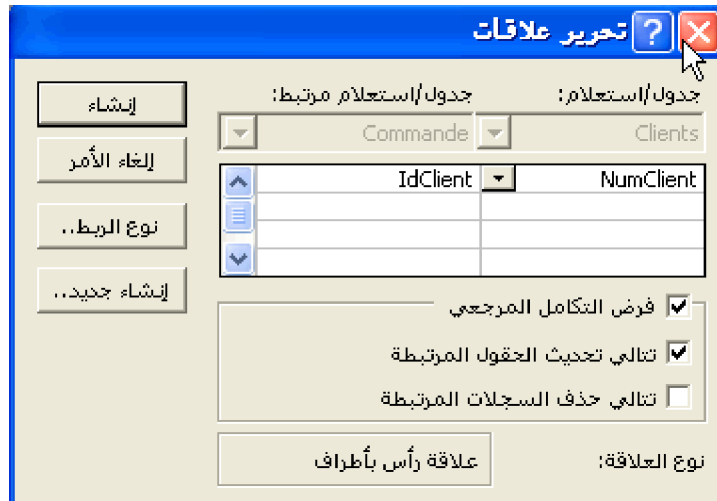 تحرير علاقات
جدول/استعلام: جدول/استعلام مرتبط:
Clients Commande
NumClient IdClient
فرض التكامل المرجعي
تتالي تحديث الحقول المرتبطة
تتالي حذف السجلات المرتبطة
نوع العلاقة: علاقة رأس بأطراف
إنشاء
إلغاء الأمر
نوع الربط..
إنشاء جديد..